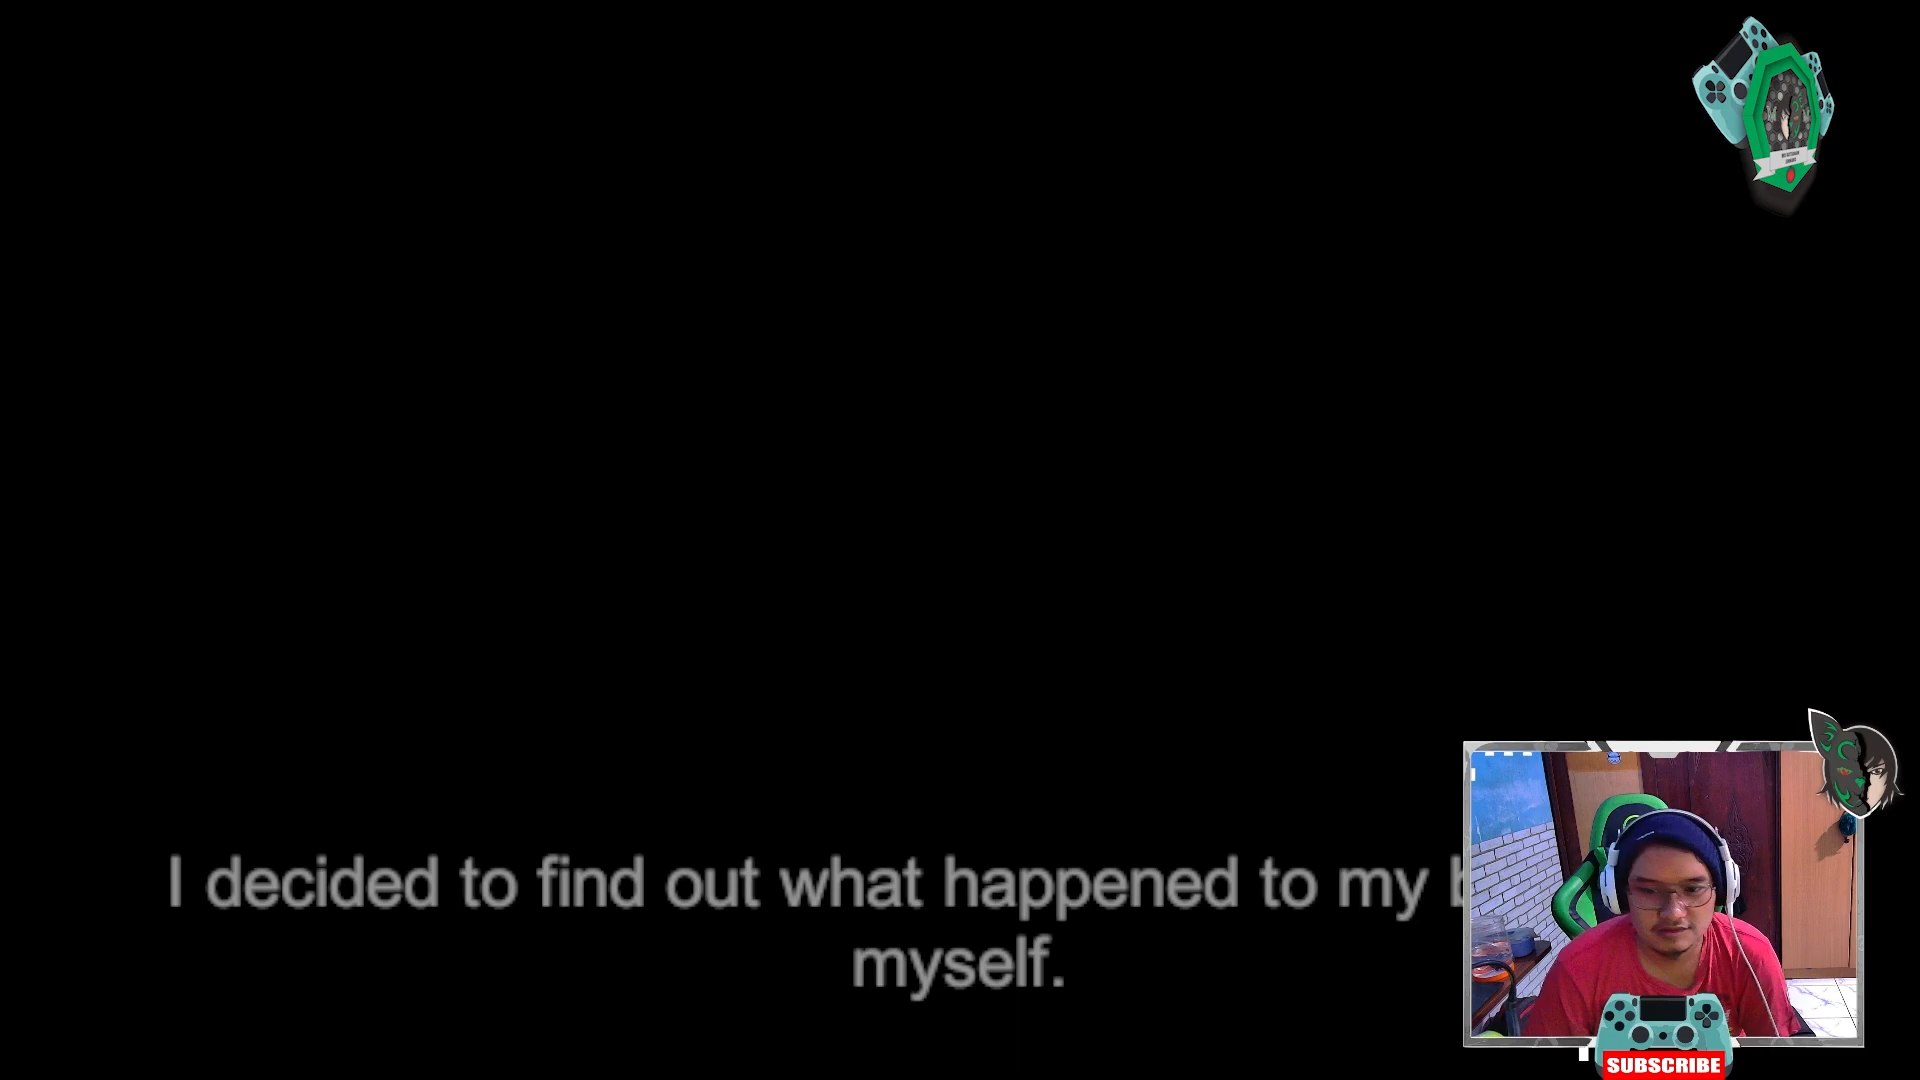 I decided to find out what happened to my
myself.
SUBSCRIBE